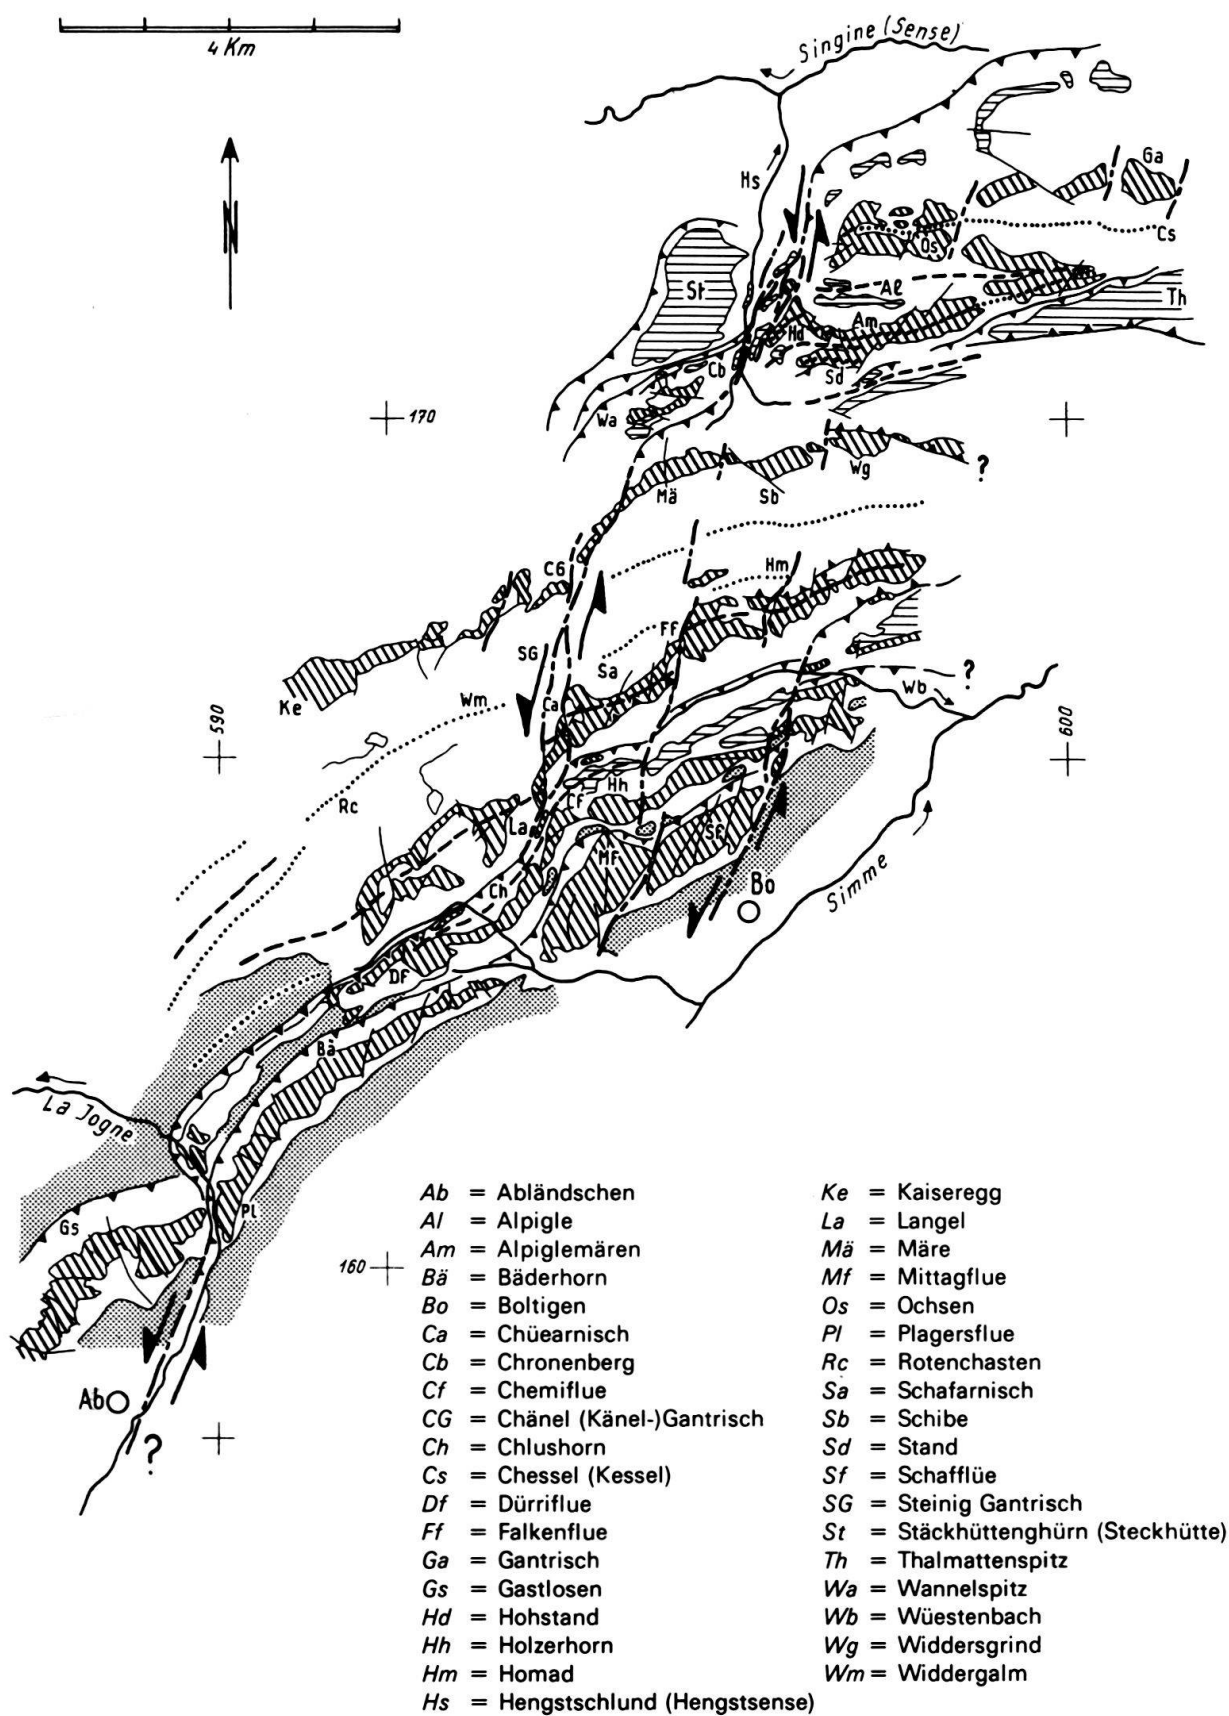 4 Km
Singine (Sense)
N
Hs
Ga
Cs
Os
St
Al
Th
Am
Hd
Cb
Sd
Wa
170
Wg
?
Mä
Sb
CG
Hm
Ff
SG
Sa
Ke
Wm
Ca
Wb
?
590
600
Rc
Hh
Cf
La
Sf
Mf
Bo
Simme
Ch
Df
Bä
La Jogne
Pl
Gs
160
Ab
?
Ab = Abländschen
Al = Alpigle
Am = Alpiglemären
Bä = Bäderhorn
Bo = Boltigen
Ca = Chüearnisch
Cb = Chronenberg
Cf = Chemiflue
CG = Chänel (Känel-)Gantrisch
Ch = Chlushorn
Cs = Chessel (Kessel)
Df = Dürriflue
Ff = Falkenflue
Ga = Gantrisch
Gs = Gastlosen
Hd = Hohstand
Hh = Holzerhorn
Hm = Homad
Hs = Hengstschlund (Hengstsense)
Ke = Kaiseregg
La = Langel
Mä = Märe
Mf = Mittagflue
Os = Ochsen
Pl = Plagersflue
Rc = Rotenchasten
Sa = Schafarnisch
Sb = Schibe
Sd = Stand
Sf = Schafflüe
SG = Steinig Gantrisch
St = Stäckhüttenghürn (Steckhütte)
Th = Thalmattenspitz
Wa = Wannelspitz
Wb = Wüestenbach
Wg = Widdersgrind
Wm = Widdergalm